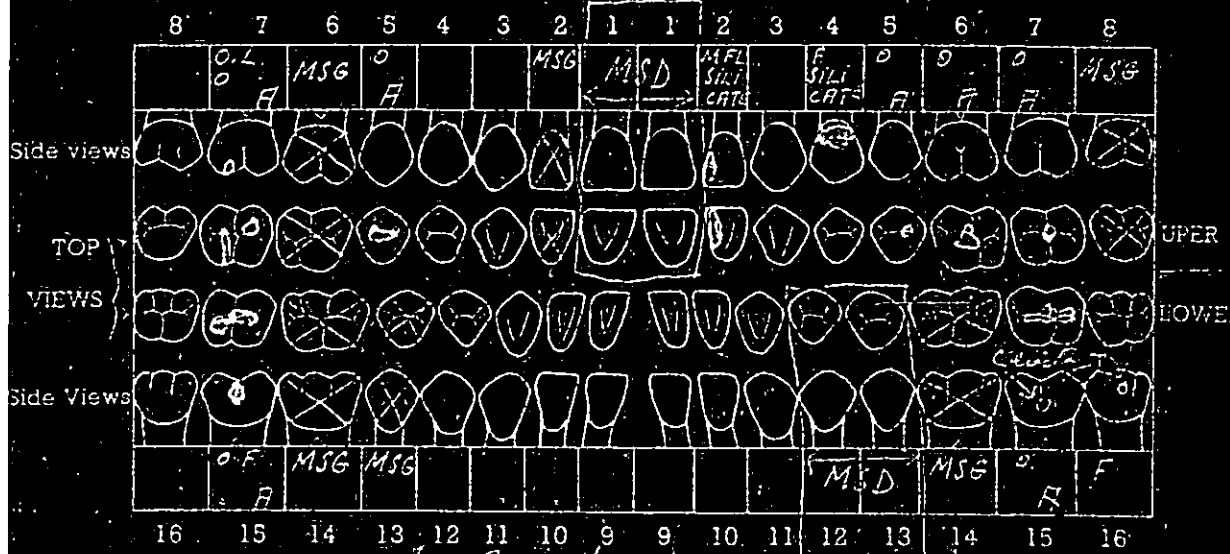 8 7 6 5 4 3 2 1 1 2 3 4 5 6 7 8
O.L. MSG O MSG MSD MFL F O O O MSG
O A A SILI SILI A A A
CATE CATE
Side views
TOP UPER
VIEWS LOWE
Side Views
O.F. MSG MSG MSD MSG O. F
A A
16 15 14 13 12 11 10 9 9 10 11 12 13 14 15 16